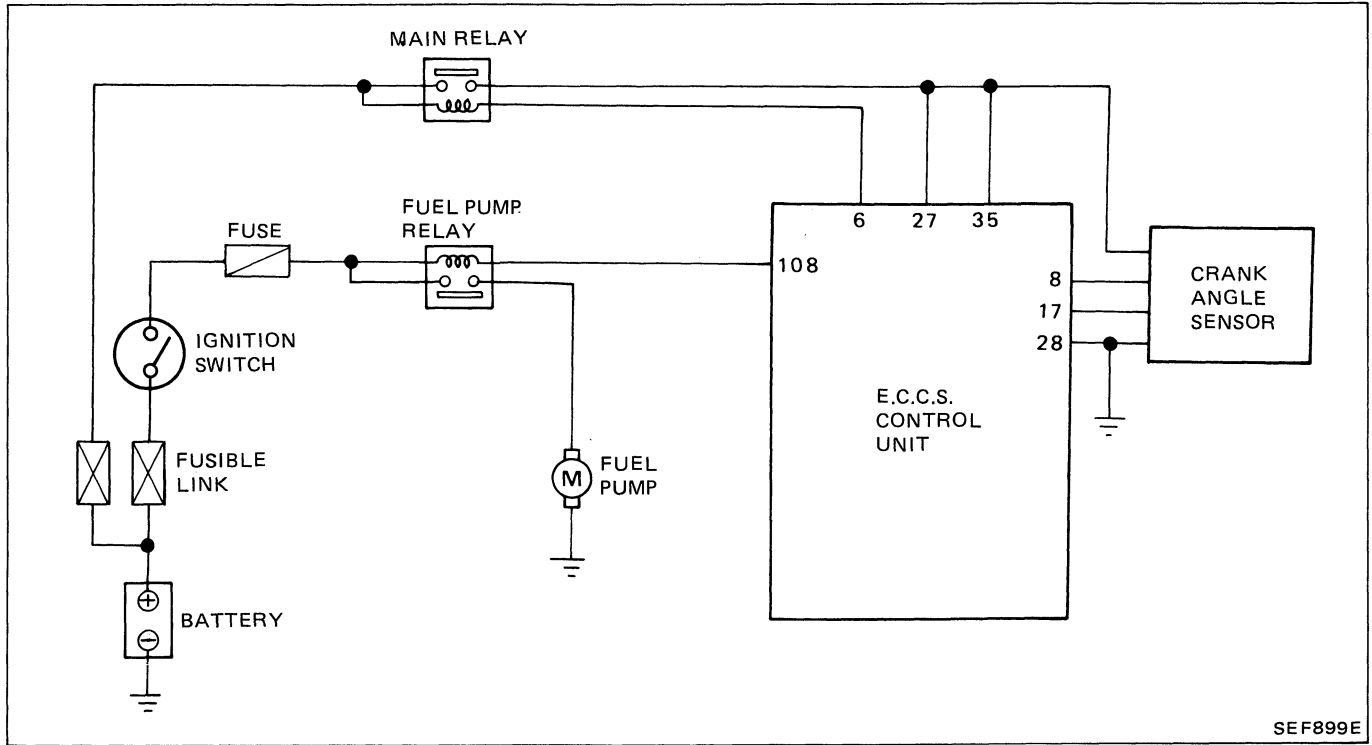 MAIN RELAY
FUEL PUMP
RELAY
FUSE
IGNITION
SWITCH
FUSIBLE
LINK
BATTERY
FUEL
PUMP
M
6 27 35
108
8
17
28
E.C.C.S.
CONTROL
UNIT
CRANK
ANGLE
SENSOR
SEF899E